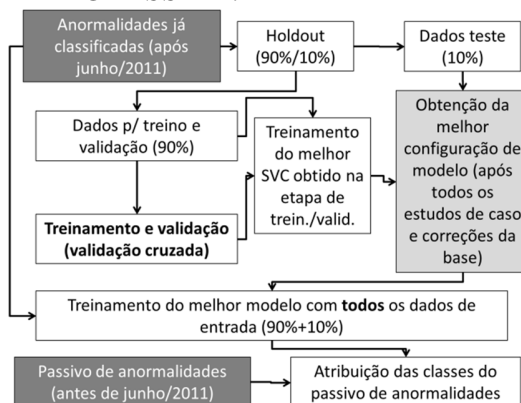 Anormalidades já
classificadas (após
junho/2011)
Holdout
(90%/10%)
Dados teste
(10%)
Dados p/ treino e
validação (90%)
Treinamento
do melhor
SVC obtido na
etapa de
trein./valid.
Obtenção da
melhor
configuração de
modelo (após
todos os
estudos de caso
e correções da
base)
Treinamento e validação
(validação cruzada)
Treinamento do melhor modelo com todos os dados de
entrada (90%+10%)
Passivo de anormalidades
(antes de junho/2011)
Atribuição das classes do
passivo de anormalidades